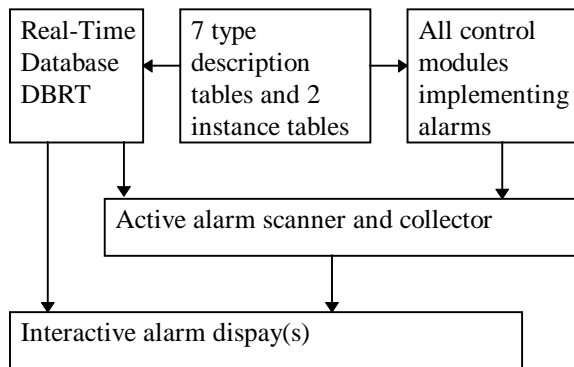 Real-Time
Database
DBRT
7 type
description
tables and 2
instance tables
All control
modules
implementing
alarms
Active alarm scanner and collector
Interactive alarm dispay(s)